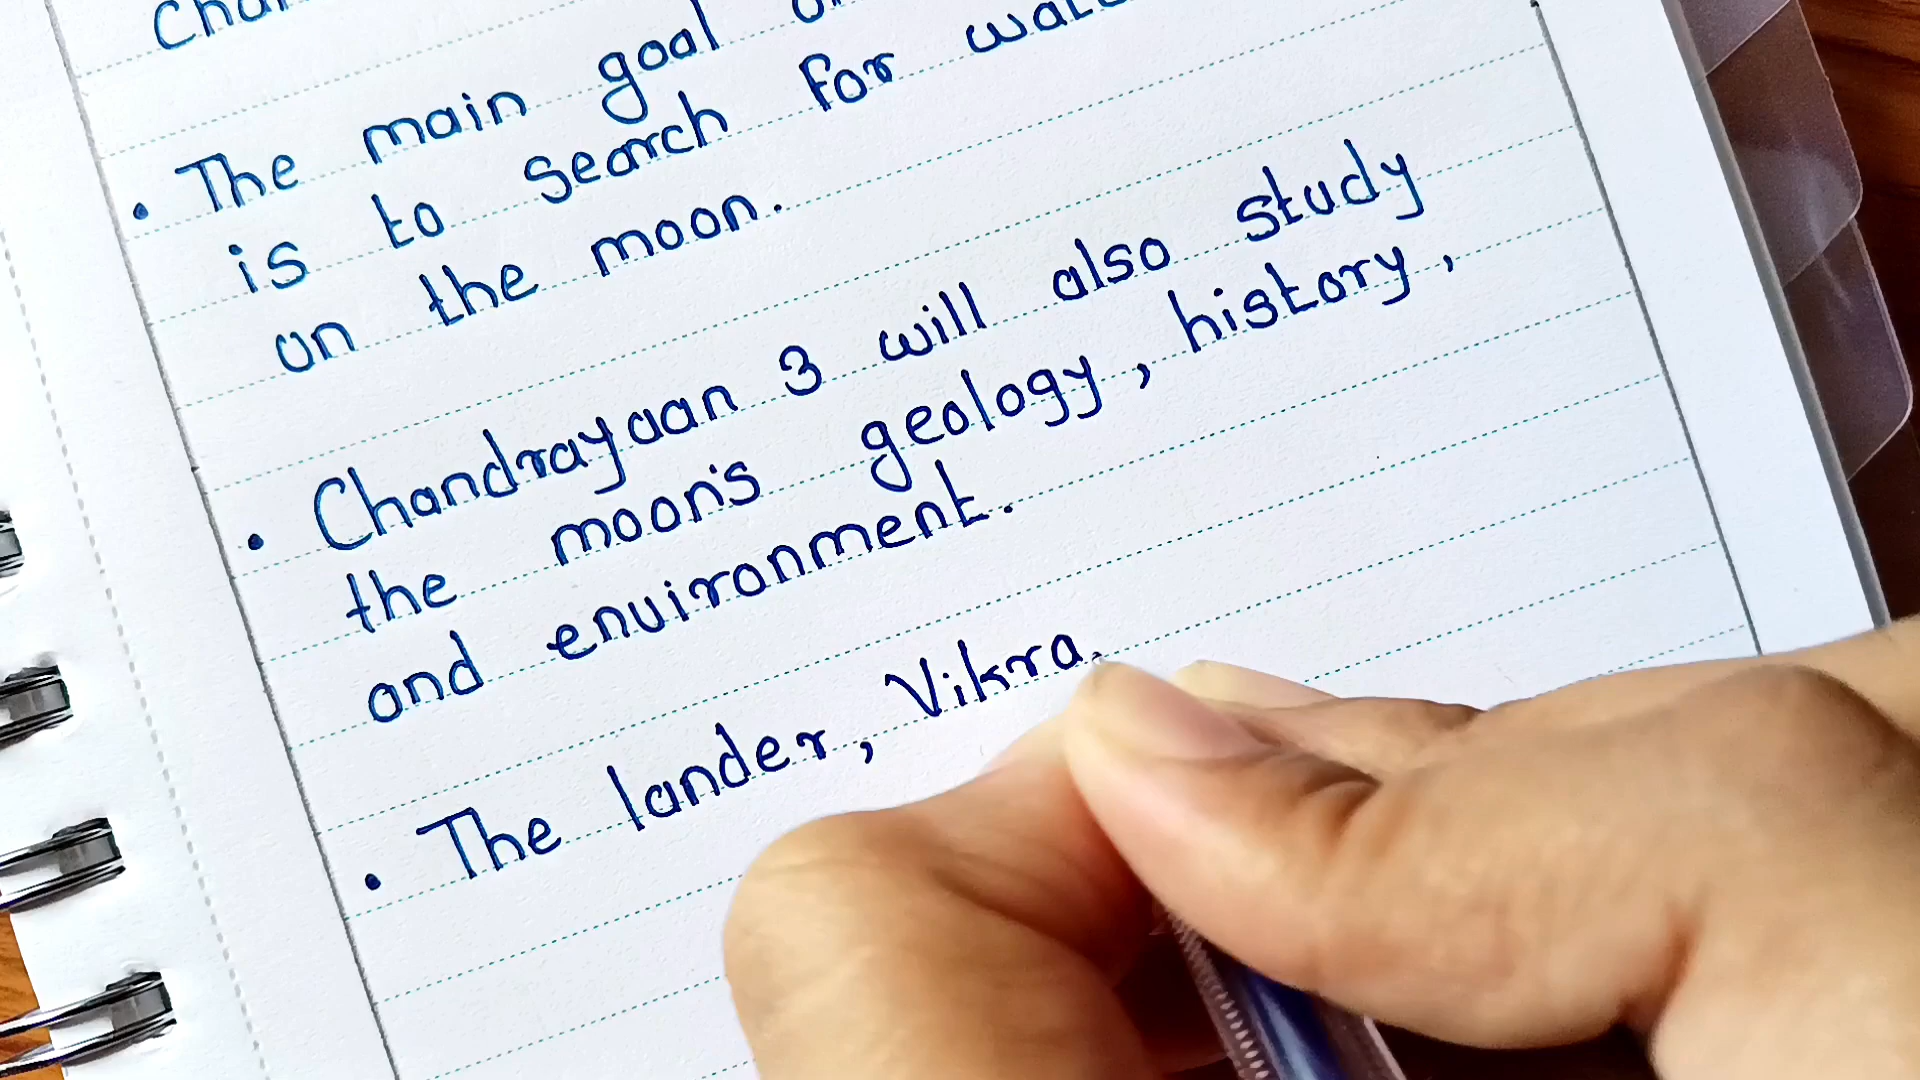 The main goal
is to search for
on the moon.
Chandrayaan 3 will also study
the moon's geology, history,
and environment.
The lander, Vikra